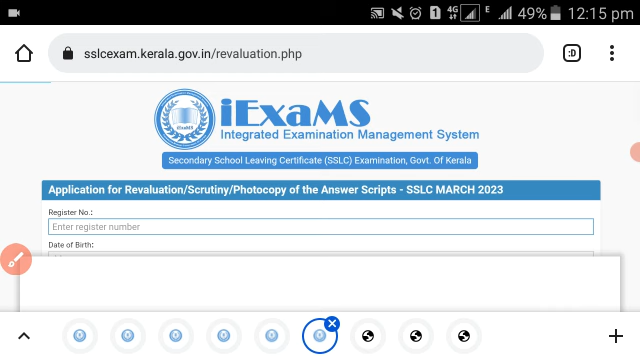 4G E 49% 12:15 pm
sslcexam.kerala.gov.in/revaluation.php :D
iExaMS
Integrated Examination Management System
Secondary School Leaving Certificate (SSLC) Examination, Govt. Of Kerala
Application for Revaluation/Scrutiny/Photocopy of the Answer Scripts - SSLC MARCH 2023
Register No.:
Enter register number
Date of Birth: